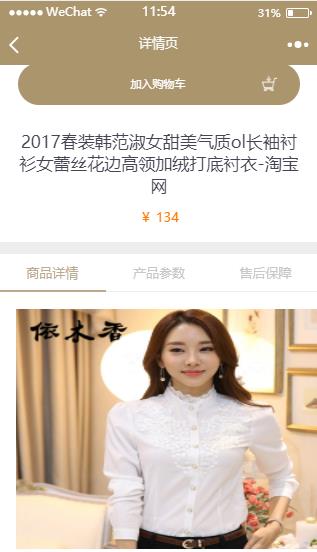 WeChat 11:54 31%
详情页
加入购物车
2017春装韩范淑女甜美气质ol长袖衬
衫女蕾丝花边高领加绒打底衬衣-淘宝
网
¥ 134
商品详情 产品参数 售后保障
依木香